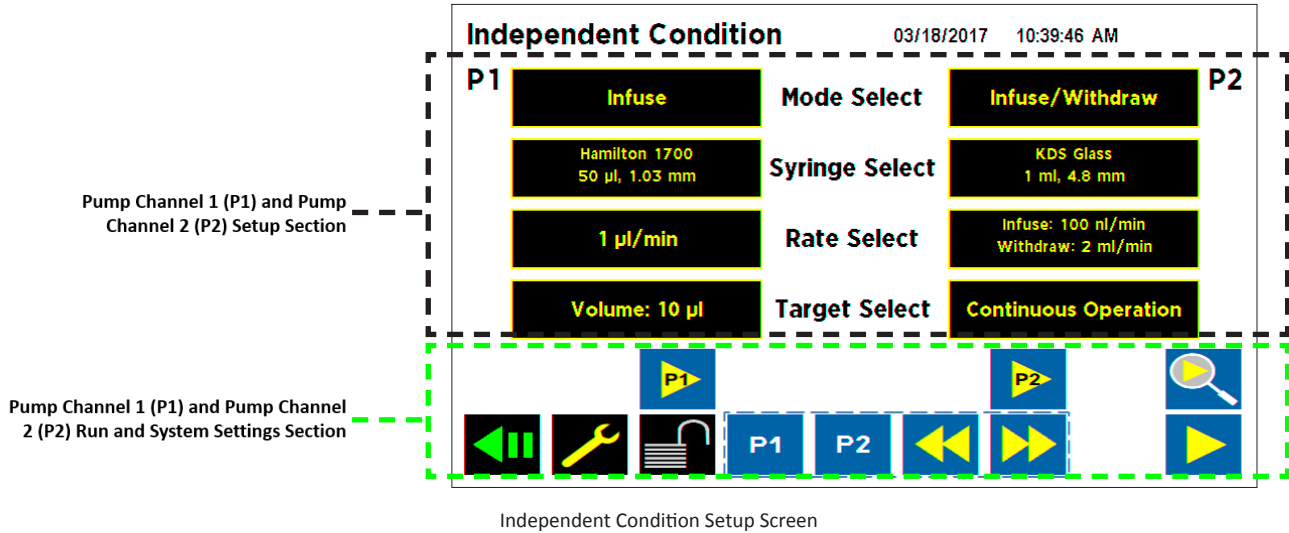 Independent Condition 03/18/2017 10:39:46 AM
P1 P2
Infuse Mode Select Infuse/Withdraw
Hamilton 1700
50 µl, 1.03 mm
Syringe Select
KDS Glass
1 ml, 4.8 mm
Pump Channel 1 (P1) and Pump
Channel 2 (P2) Setup Section
1 µl/min Rate Select
Infuse: 100 nl/min
Withdraw: 2 ml/min
Volume: 10 µl Target Select Continuous Operation
P1 P2
Pump Channel 1 (P1) and Pump Channel
2 (P2) Run and System Settings Section
P1 P2
Independent Condition Setup Screen